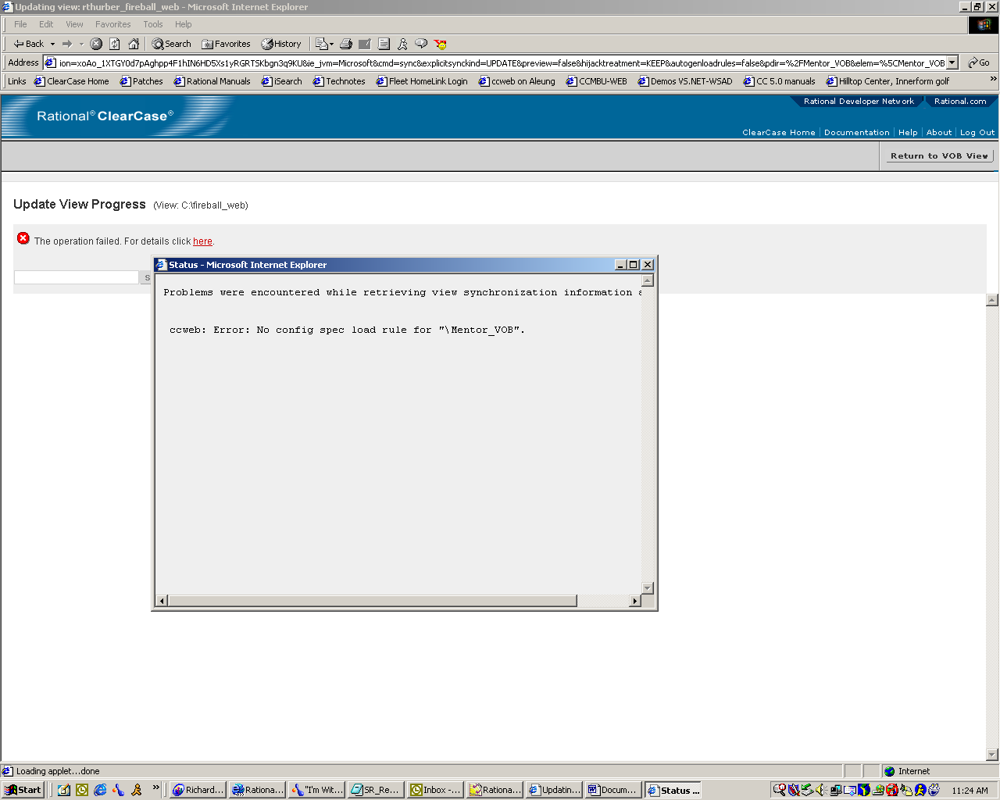 Updating view: rthurber_fireball_web - Microsoft Internet Explorer
File Edit View Favorites Tools Help
Back Search Favorites History
Address ion=xoAo_1XTGY0d7pAghpp4F1hIN6HD5Xs1yRGRTSKbgn3q9KU&ie_jvm=Microsoft&cmd=sync&explicitsynckind=UPDATE&preview=false&hijacktreatment=KEEP&autogenloadrules=false&pdir=%2FMentor_VOB&elem=%5CMentor_VOB Go
Links ClearCase Home Patches Rational Manuals iSearch Technotes Fleet HomeLink Login ccweb on Aleung CCMBU-WEB Demos VS.NET-WSAD CC 5.0 manuals Hilltop Center, Innerform golf »
Rational Developer Network Rational.com
Rational® ClearCase®
ClearCase Home | Documentation | Help | About | Log Out
Return to VOB View
Update View Progress (View: C:\fireball_web)
The operation failed. For details click here.
S
Status - Microsoft Internet Explorer
Problems were encountered while retrieving view synchronization information a
ccweb: Error: No config spec load rule for "\Mentor_VOB".
Loading applet...done Internet
Start » Richard... Rationa... "I'm Wit... SR_Re... Inbox -... Rationa... Updatin... Docum... Status ... 11:24 AM